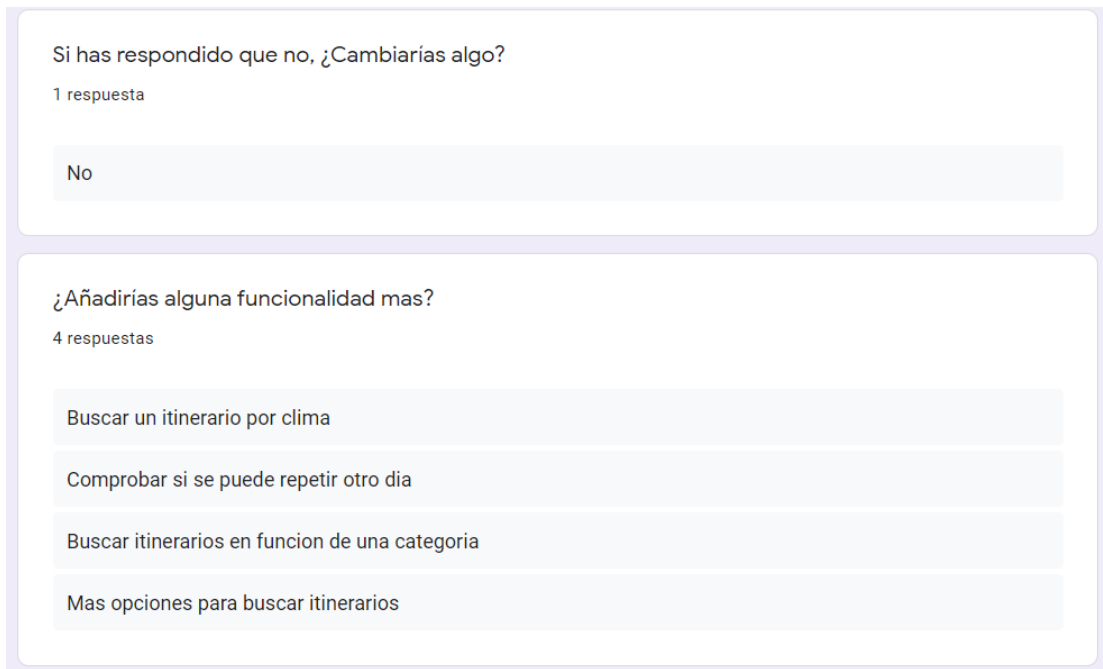 Si has respondido que no, ¿Cambiarías algo?
1 respuesta
No
¿Añadirías alguna funcionalidad mas?
4 respuestas
Buscar un itinerario por clima
Comprobar si se puede repetir otro dia
Buscar itinerarios en funcion de una categoria
Mas opciones para buscar itinerarios